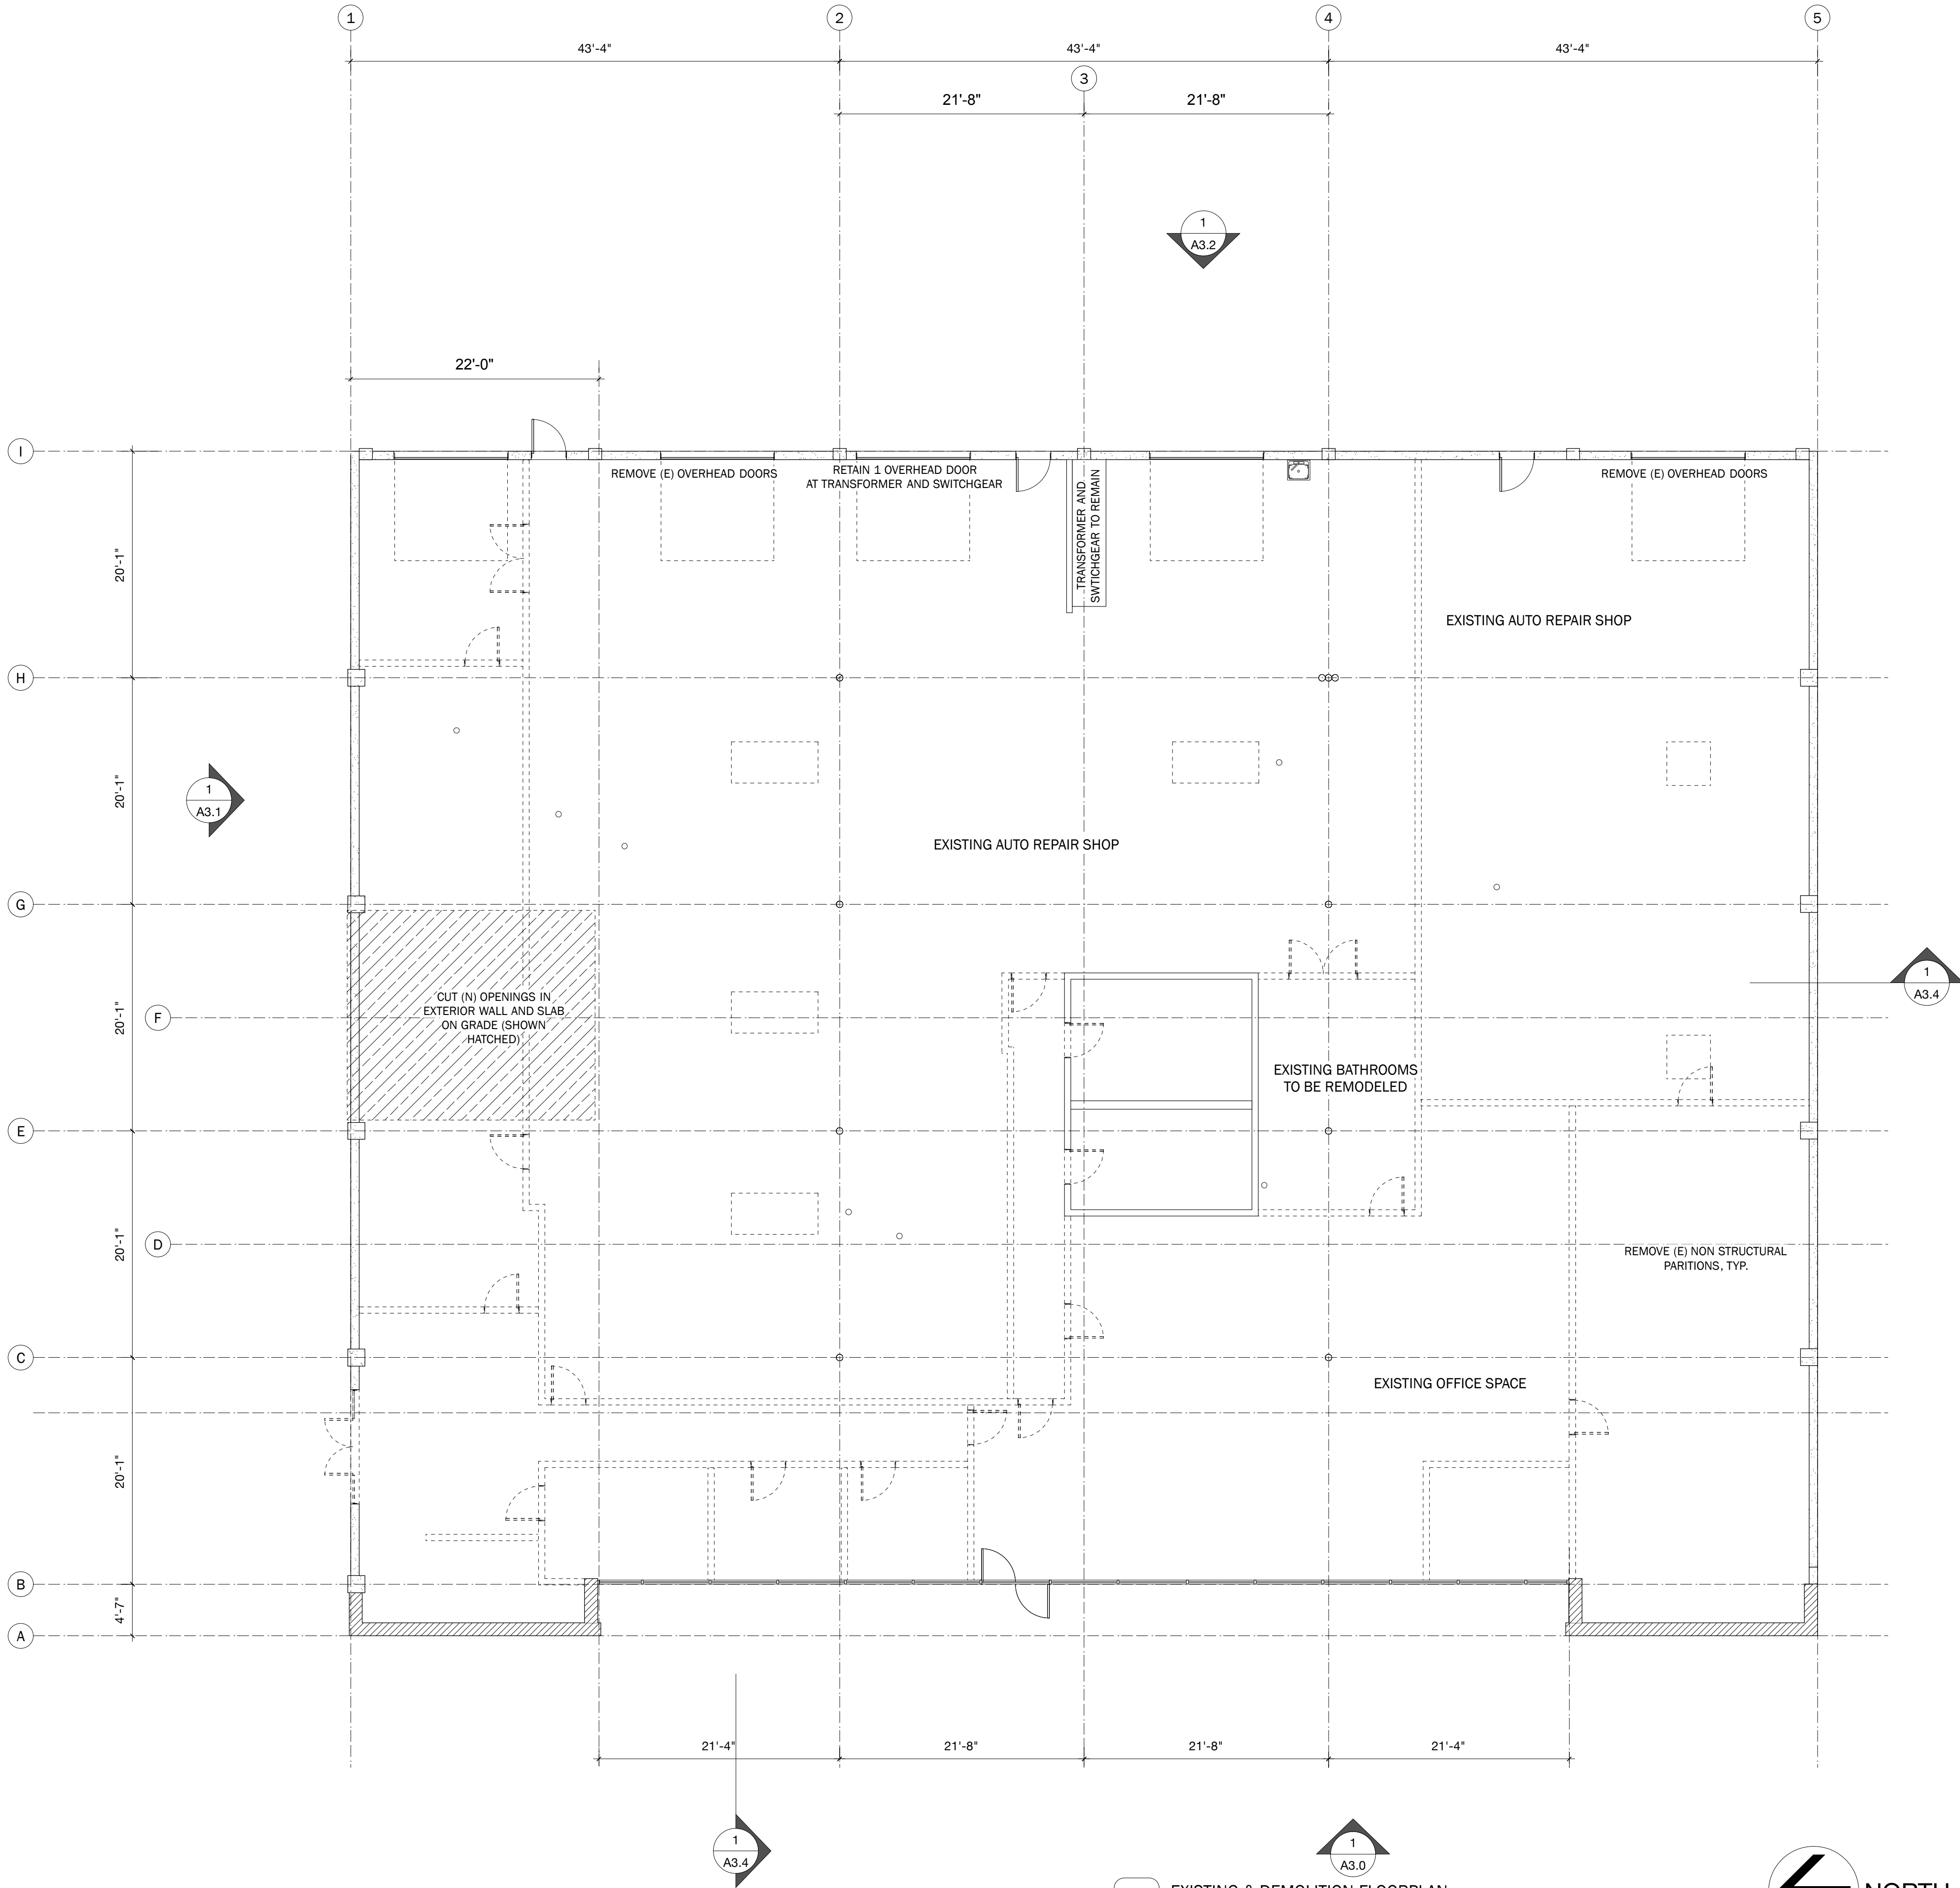 1
2
4
5
43'-4"
43'-4"
43'-4"
3
21'-8"
21'-8"
1
A3.2
22'-0"
I
REMOVE (E) OVERHEAD DOORS
RETAIN 1 OVERHEAD DOOR
AT TRANSFORMER AND SWITCHGEAR
REMOVE (E) OVERHEAD DOORS
TRANSFORMER AND
SWTICHGEAR TO REMAIN
20'-1"
EXISTING AUTO REPAIR SHOP
H
20'-1"
1
A3.1
EXISTING AUTO REPAIR SHOP
G
CUT (N) OPENINGS IN
EXTERIOR WALL AND SLAB
ON GRADE (SHOWN
HATCHED)
20'-1"
F
1
A3.4
EXISTING BATHROOMS
TO BE REMODELED
E
20'-1"
D
REMOVE (E) NON STRUCTURAL
PARITIONS, TYP.
C
EXISTING OFFICE SPACE
20'-1"
B
4'-7"
A
21'-4"
21'-8"
21'-8"
21'-4"
1
A3.4
1
A3.0
EXISTING & DEMOLITION FLOORPLAN
NORTH